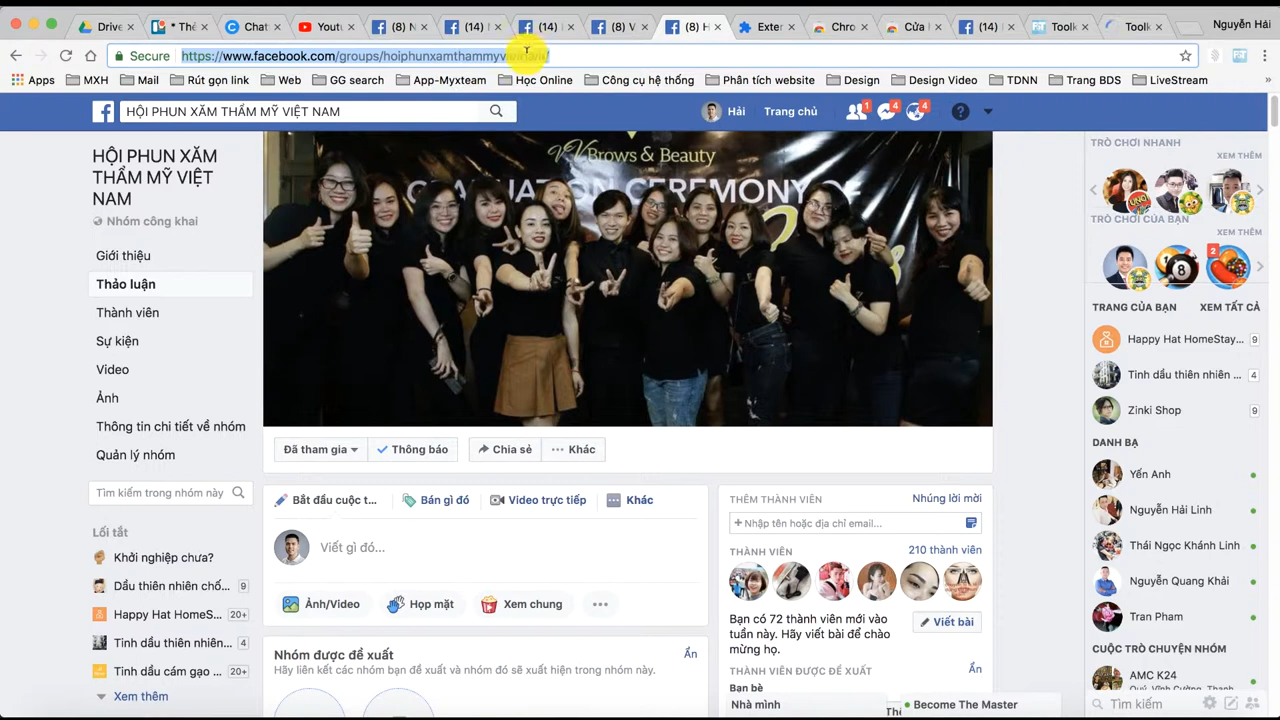 Nguyễn Hải
Drive
* Thẻ
Chat
Youtu
(8) N
(14)
(14)
(8) V
(8) H
Exter
Chro
Cửa
(14)
Toolk
Toolk
Secure
https://www.facebook.com/groups/hoiphunxamthammyv
Apps
MXH
Mail
Rút gọn link
Web
GG search
App-Myxteam
Học Online
Công cụ hệ thống
Phân tích website
Design
Design Video
TDNN
Trang BDS
LiveStream
»
HỘI PHUN XĂM THẨM MỸ VIỆT NAM
Hải
Trang chủ
1
4
4
HỘI PHUN XĂM
THẨM MỸ VIỆT
NAM
Nhóm công khai
Giới thiệu
Thảo luận
Thành viên
Sự kiện
Video
Ảnh
Thông tin chi tiết về nhóm
Quản lý nhóm
Tìm kiếm trong nhóm này
Lối tắt
Khởi nghiệp chưa?
Dầu thiên nhiên chố... 9
Happy Hat HomeS... 20+
Tinh dầu thiên nhiên... 4
Tinh dầu cám gạo ... 20+
Xem thêm
VV Brows & Beauty
GRADUATION CEREMONY OF
Đã tham gia
Thông báo
Chia sẻ
Khác
Bắt đầu cuộc t...
Bán gì đó
Video trực tiếp
Khác
Viết gì đó...
Ảnh/Video
Họp mặt
Xem chung
Nhóm được đề xuất
Ẩn
Hãy liên kết các nhóm bạn đề xuất và nhóm đó sẽ xuất hiện trong nhóm này.
THÊM THÀNH VIÊN
Nhúng lời mời
+ Nhập tên hoặc địa chỉ email...
THÀNH VIÊN
210 thành viên
Bạn có 72 thành viên mới vào
tuần này. Hãy viết bài để chào
mừng họ.
Viết bài
THÀNH VIÊN ĐƯỢC ĐỀ XUẤT
Ẩn
Bạn bè
Nhà mình
TRÒ CHƠI NHANH
XEM THÊM
TRÒ CHƠI CỦA BẠN
XEM THÊM
2
TRANG CỦA BẠN
XEM TẤT CẢ
Happy Hat HomeStay... 9
Tinh dầu thiên nhiên ... 4
Zinki Shop 9
DANH BẠ
Yến Anh
Nguyễn Hải Linh
Thái Ngọc Khánh Linh
Nguyễn Quang Khải
Tran Pham
CUỘC TRÒ CHUYỆN NHÓM
AMC K24
Quý, Vĩnh Cường, Thanh
Become The Master
Tìm kiếm